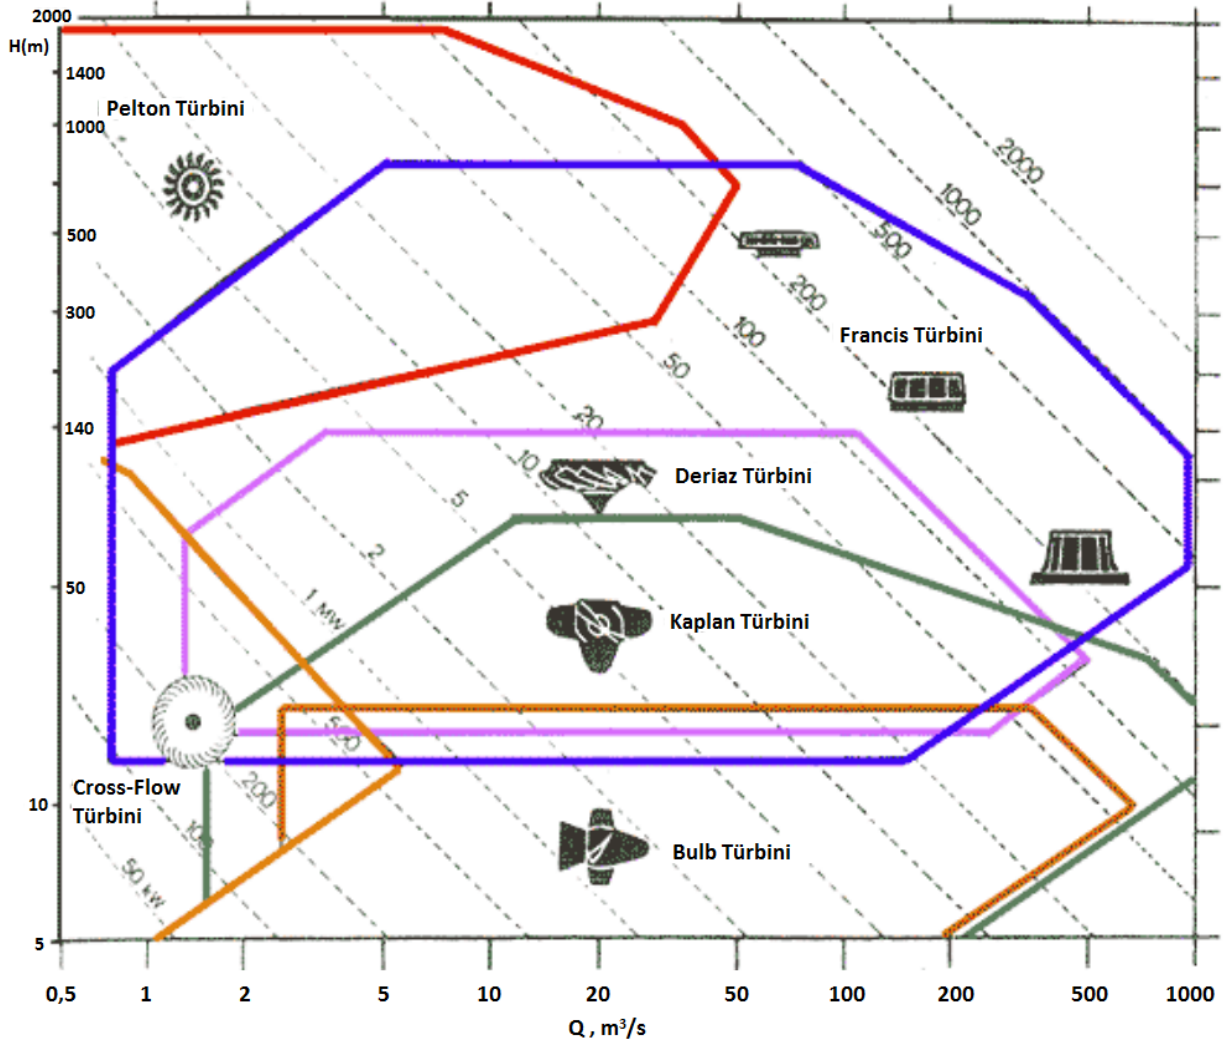 2000
H(m)
1400
Pelton Türbini
1000
2000
1000
500
500
200
300
100
Francis Türbini
50
140
20
10
Deriaz Türbini
5
2
50
1 MW
Kaplan Türbini
500
Cross-Flow
Türbini
200
10
100
Bulb Türbini
50 kW
5
0,5 1 2 5 10 20 50 100 200 500 1000
Q , m³/s